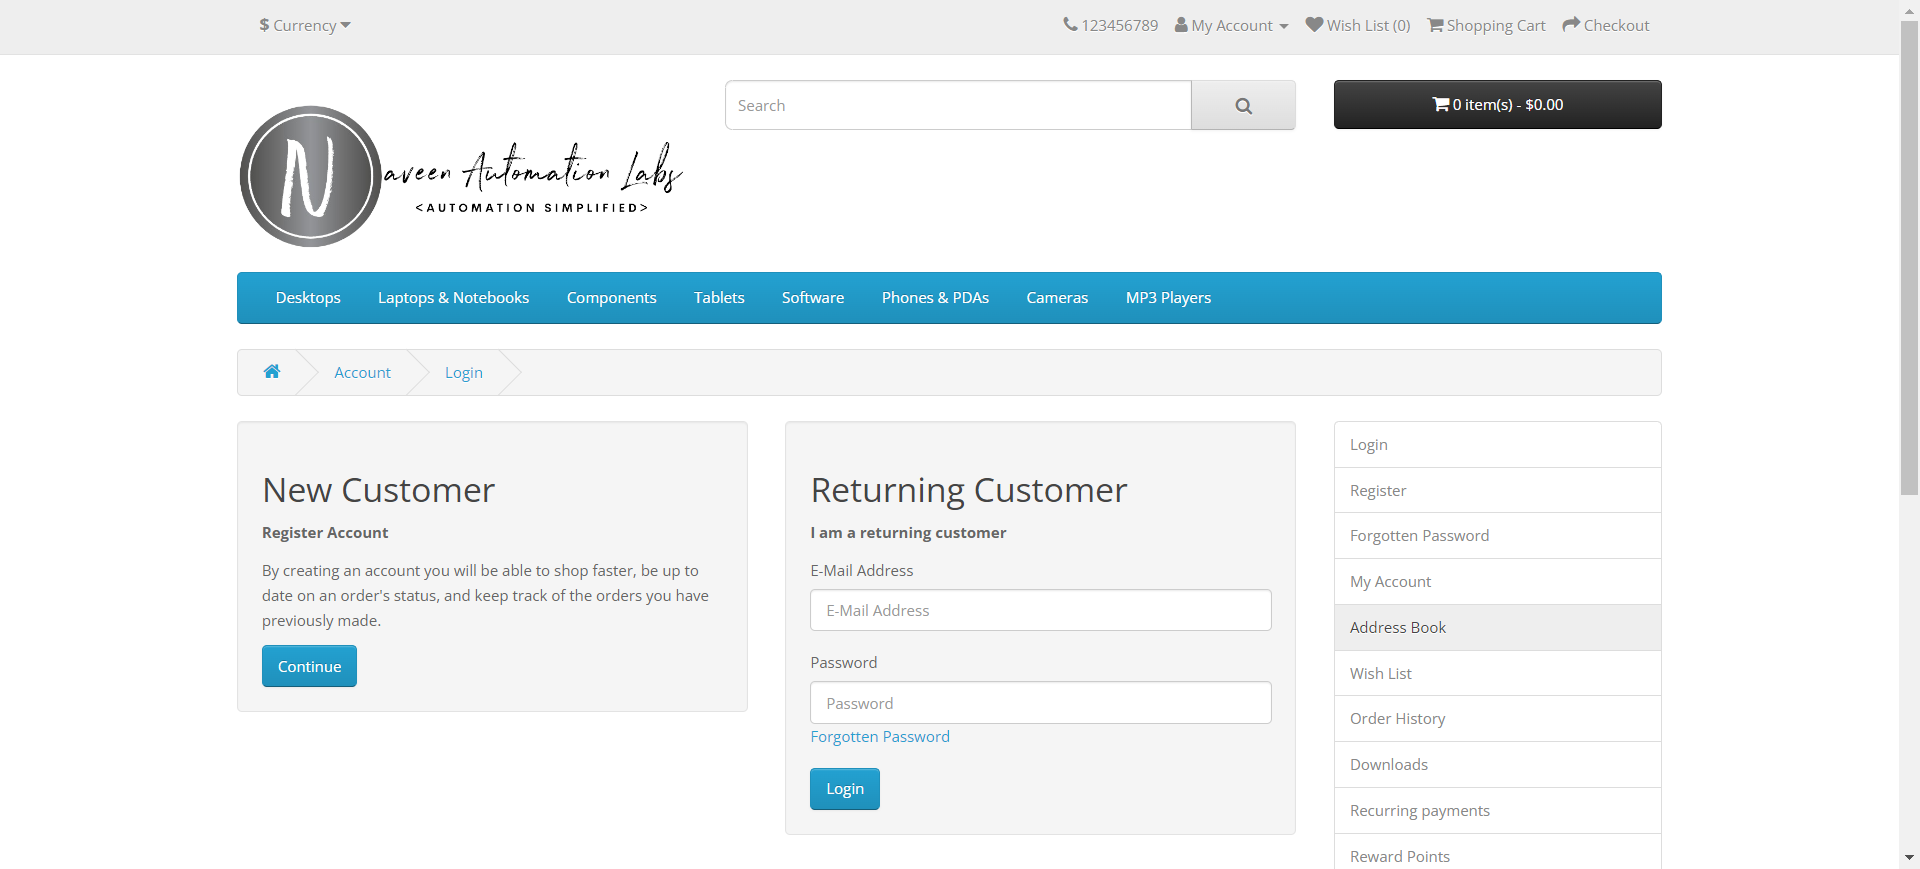 $ Currency
123456789 My Account Wish List (0) Shopping Cart Checkout
Search
0 item(s) - $0.00
N aveen Automation Labs
<AUTOMATION SIMPLIFIED>
Desktops Laptops & Notebooks Components Tablets Software Phones & PDAs Cameras MP3 Players
Account Login
New Customer
Register Account
By creating an account you will be able to shop faster, be up to
date on an order's status, and keep track of the orders you have
previously made.
Continue
Returning Customer
I am a returning customer
E-Mail Address
E-Mail Address
Password
Password
Forgotten Password
Login
Login
Register
Forgotten Password
My Account
Address Book
Wish List
Order History
Downloads
Recurring payments
Reward Points